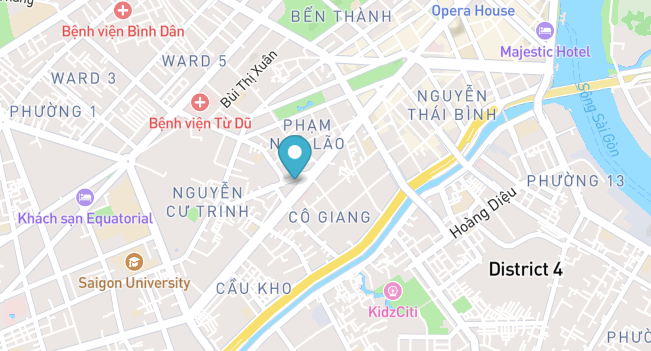 Opera House
BẾN THÀNH
Bệnh viện Bình Dân
Majestic Hotel
WARD 5
WARD 3
Bùi Thị Xuân
PHƯỜNG 1
NGUYỄN
THÁI BÌNH
Sông Sài Gòn
Bệnh viện Từ Dũ
PHẠM
LÃO
PHƯỜNG 13
NGUYỄN
CƯ TRINH
Khách sạn Equatorial
CÔ GIANG
Hoàng Diệu
District 4
Saigon University
CẦU KHO
KidzCiti